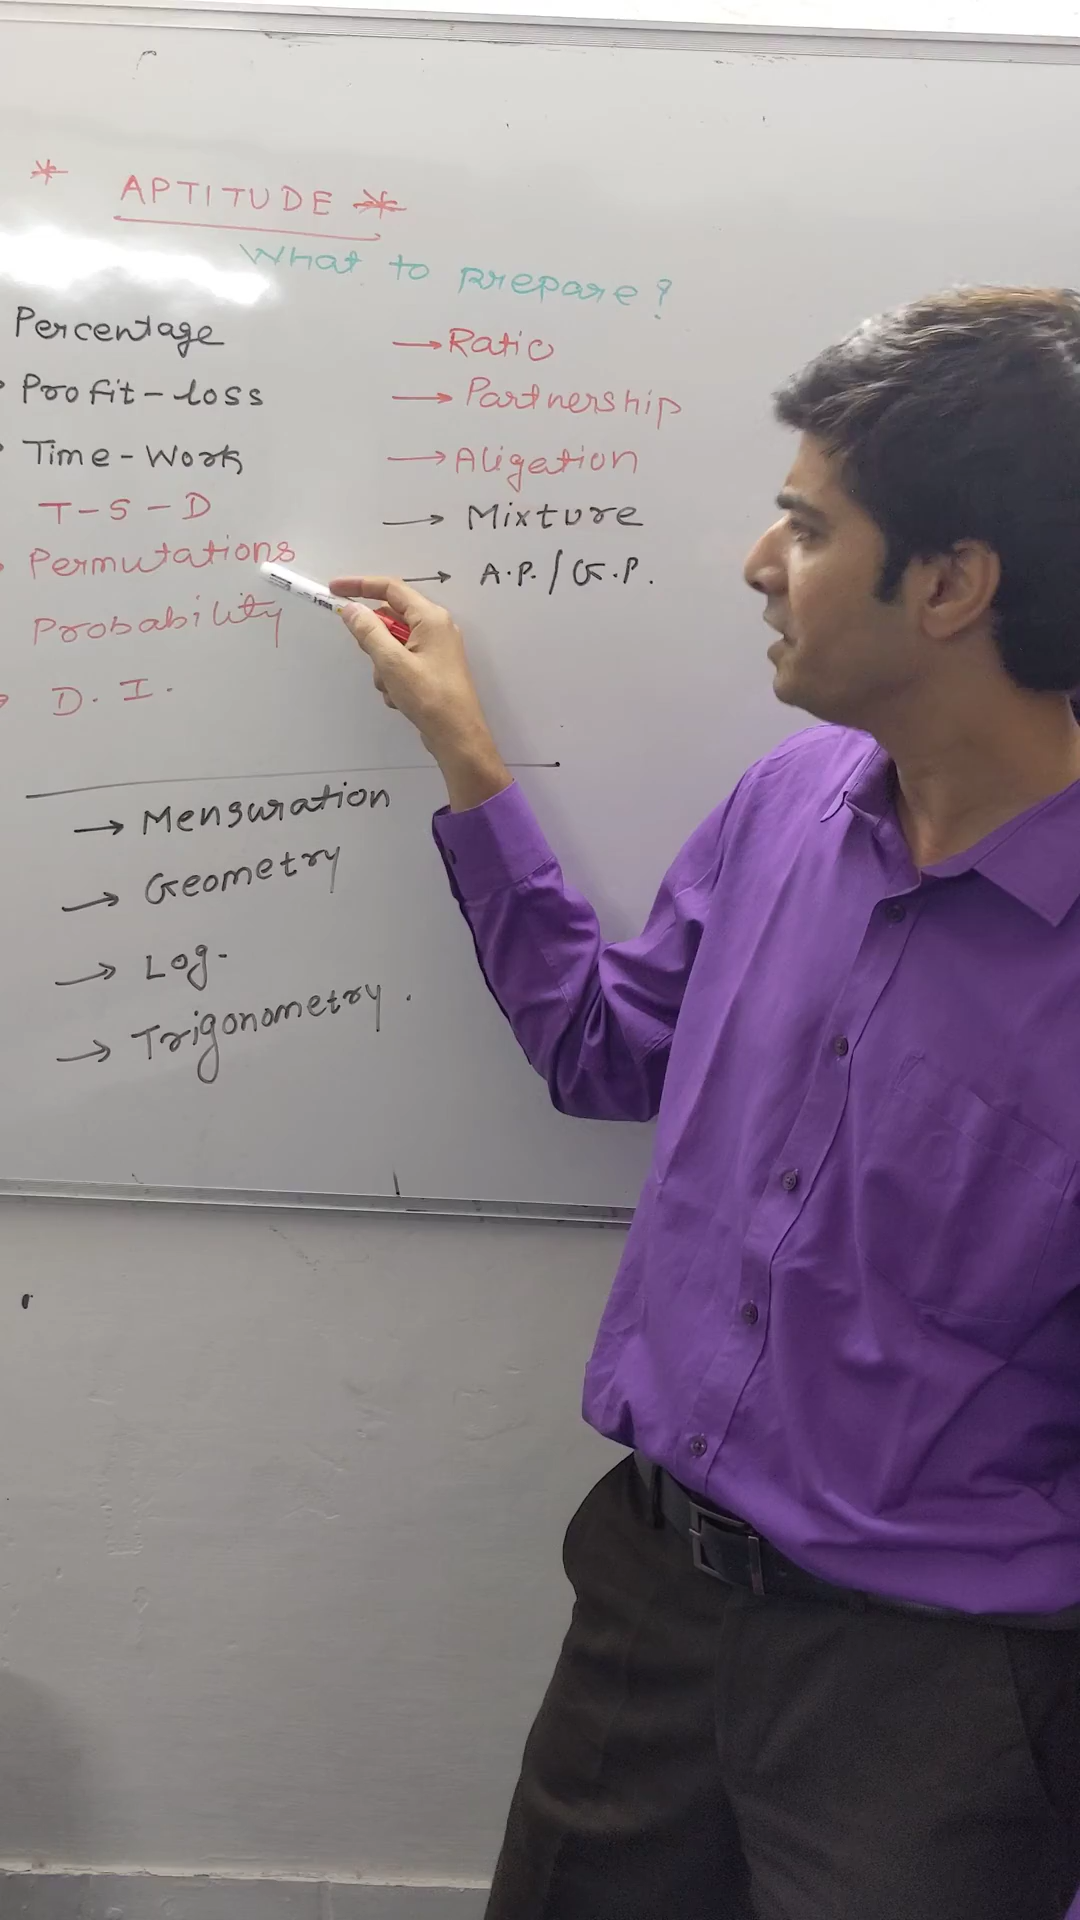 * APTITUDE *
What to prepare?
Percentage
Profit-loss
Time-Work
T-S-D
Permutations
Probability
D.I.
→ Ratio
→ Partnership
→ Aligation
→ Mixture
→ A.P./G.P.
→ Mensuration
→ Geometry
→ Log.
→ Trigonometry.